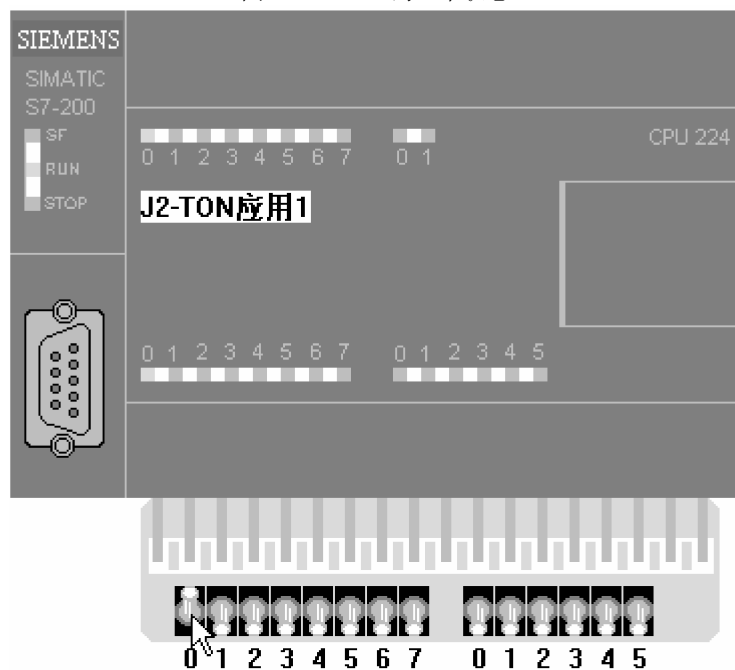 SIEMENS
SIMATIC
S7-200
SF
RUN
STOP
0 1 2 3 4 5 6 7 0 1
CPU 224
J2-TON应用1
0 1 2 3 4 5 6 7 0 1 2 3 4 5
0 1 2 3 4 5 6 7 0 1 2 3 4 5